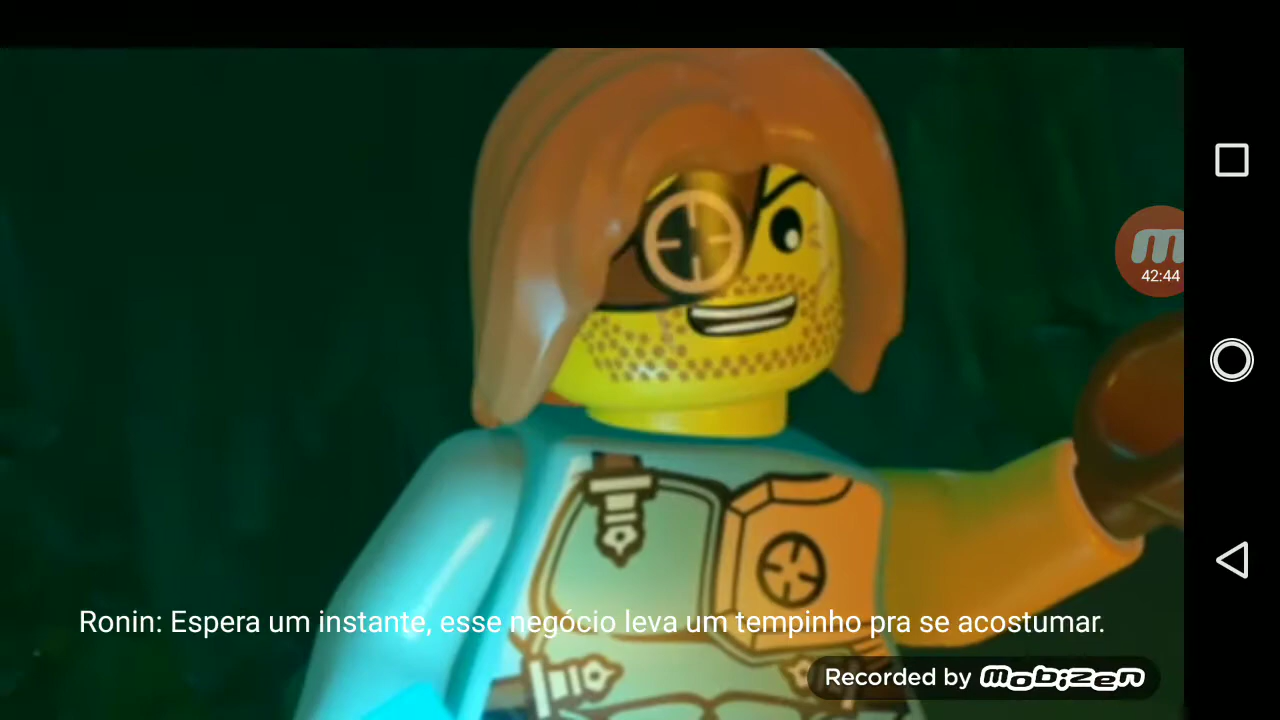 42:44
Ronin: Espera um instante, esse negócio leva um tempinho pra se acostumar.
Recorded by mobizen